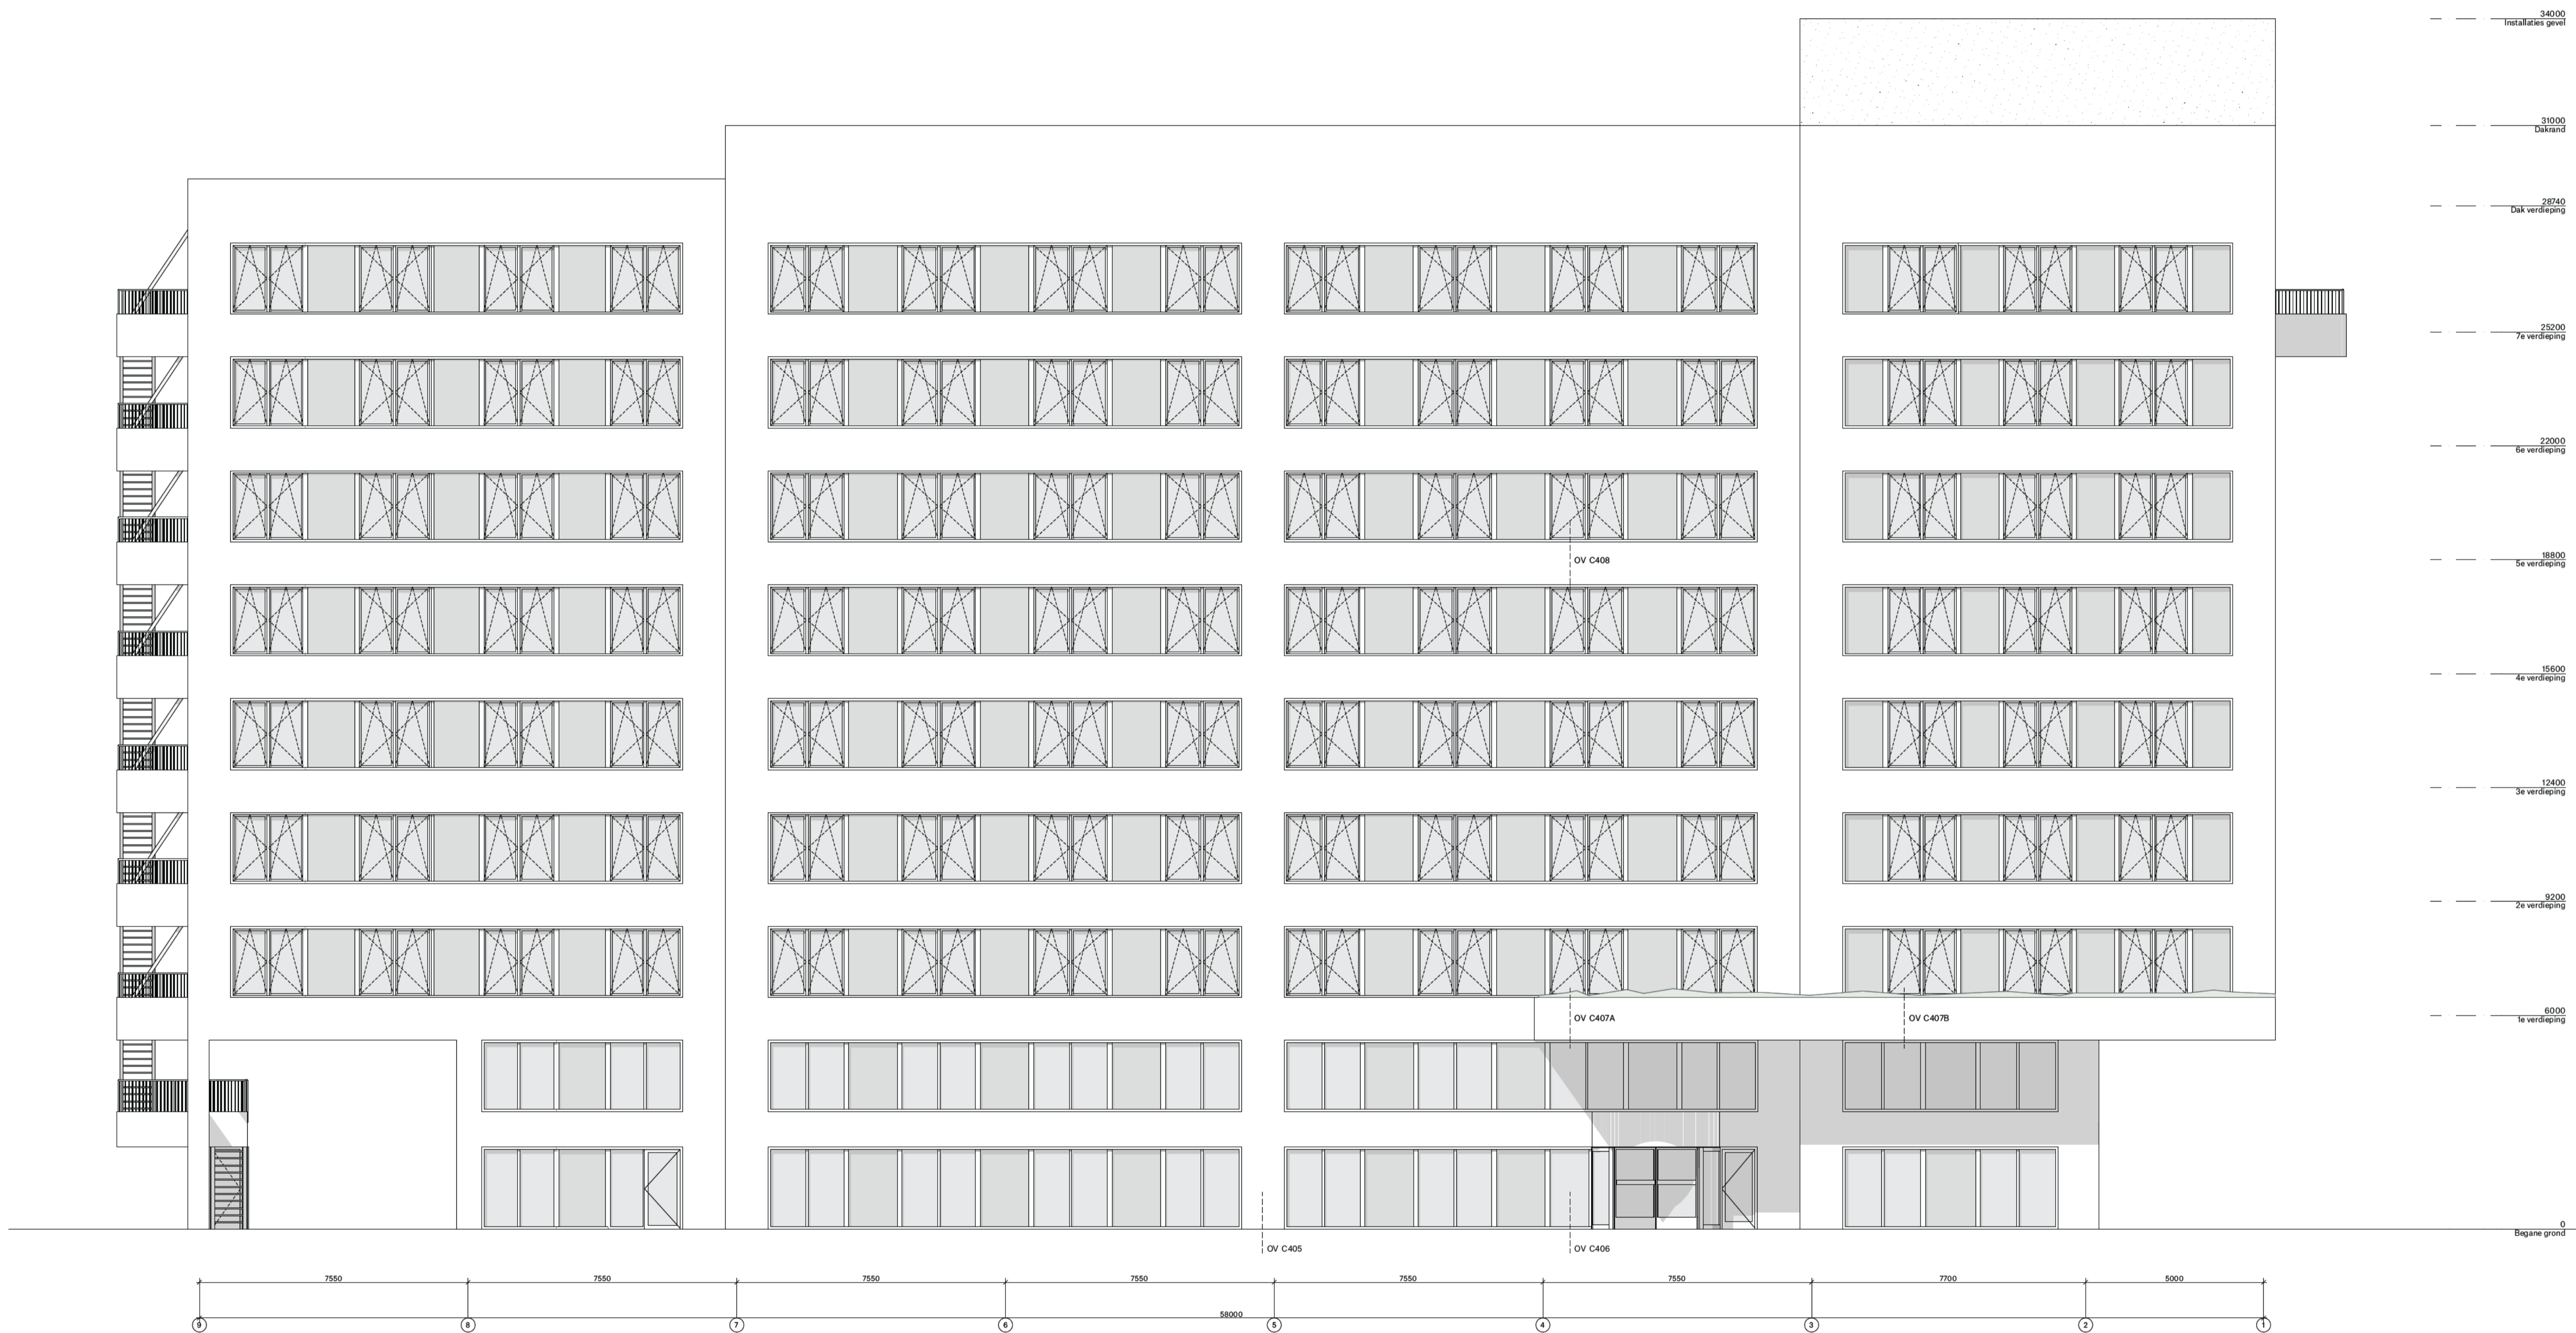 34000
Installaties gevel
31000
Dakrand
28740
Dak verdieping
25200
7e verdieping
22000
6e verdieping
OV C408
18800
5e verdieping
15600
4e verdieping
12400
3e verdieping
9200
2e verdieping
OV C407A
OV C407B
6000
1e verdieping
0
Begane grond
OV C405
OV C406
7550
7550
7550
7550
7550
7550
7700
5000
58000
9
8
7
6
5
4
3
2
1